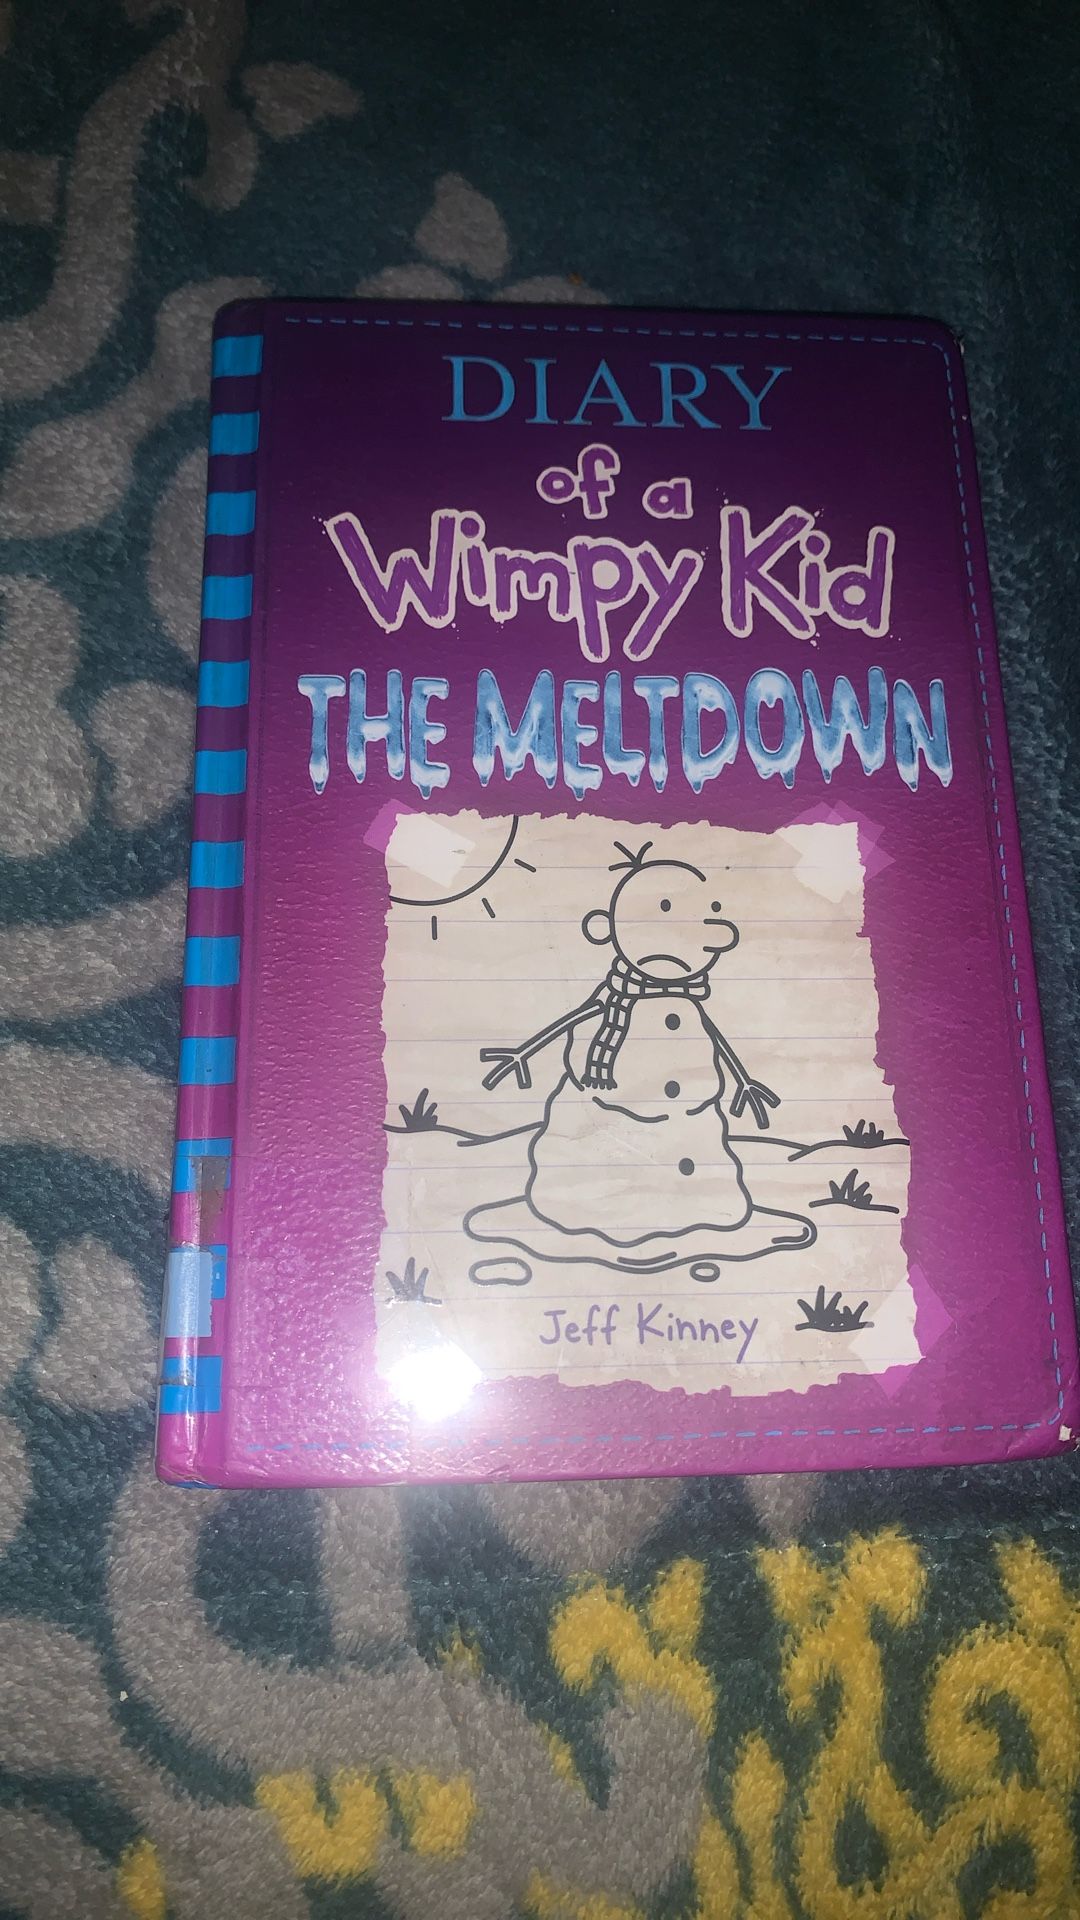 DIARY
of a
Wimpy Kid
THE MELTDOWN
Jeff Kinney